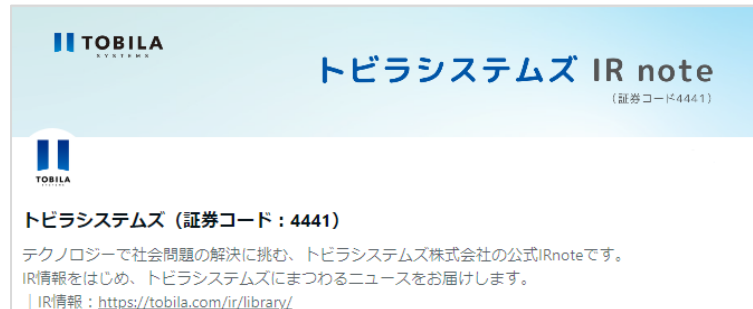 TOBILA
SYSTEMS
トビラシステムズ IR note
(証券コード4441)
TOBILA
SYSTEMS
トビラシステムズ（証券コード：4441）
テクノロジーで社会問題の解決に挑む、トビラシステムズ株式会社の公式IRnoteです。
IR情報をはじめ、トビラシステムズにまつわるニュースをお届けします。
｜IR情報：https://tobila.com/ir/library/